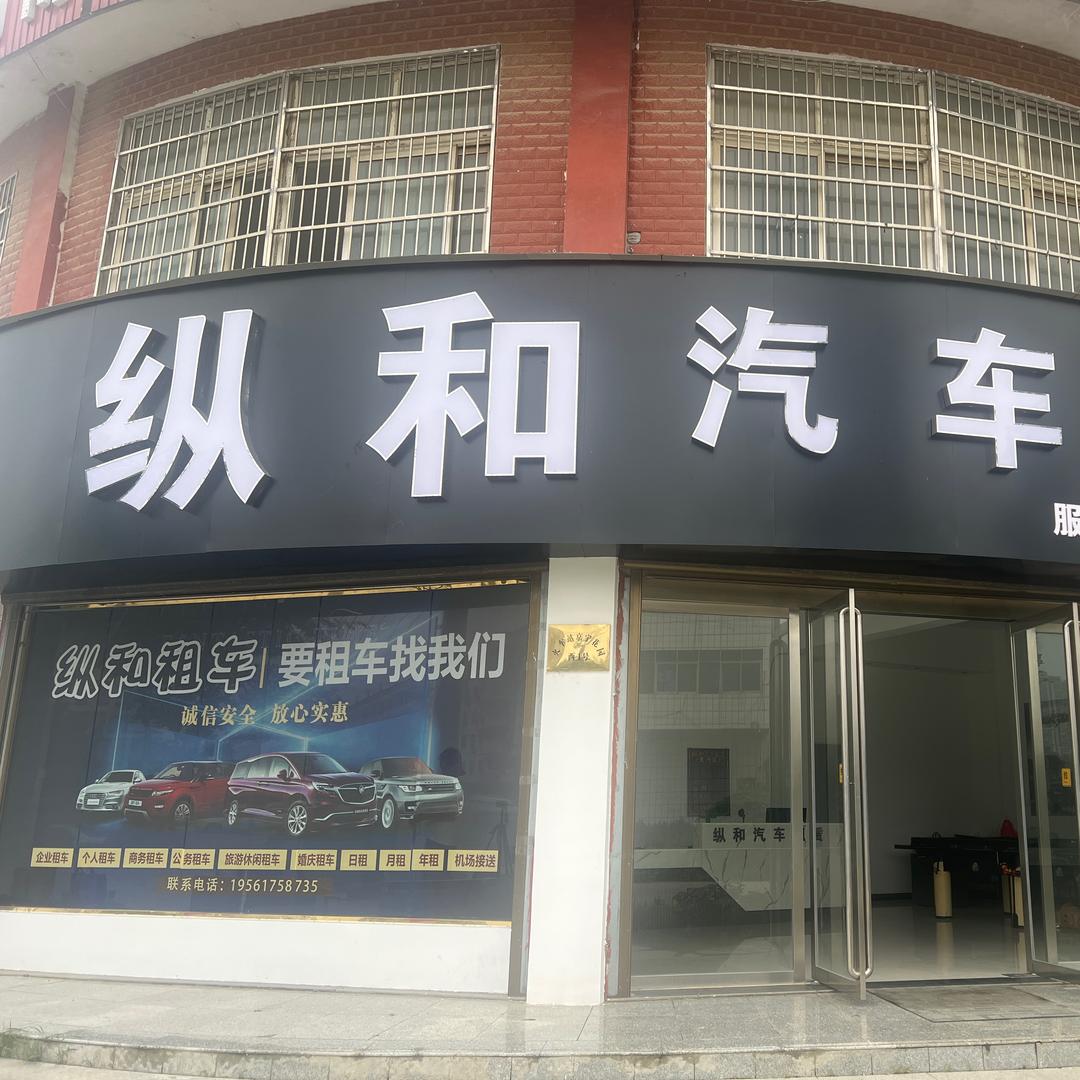 纵和汽车
服
纵和租车 | 要租车找我们
诚信安全 放心实惠
企业租车 个人租车 商务租车 公务租车 旅游休闲租车 婚庆租车 日租 月租 年租 机场接送
联系电话：19561758735
纵和汽车租赁